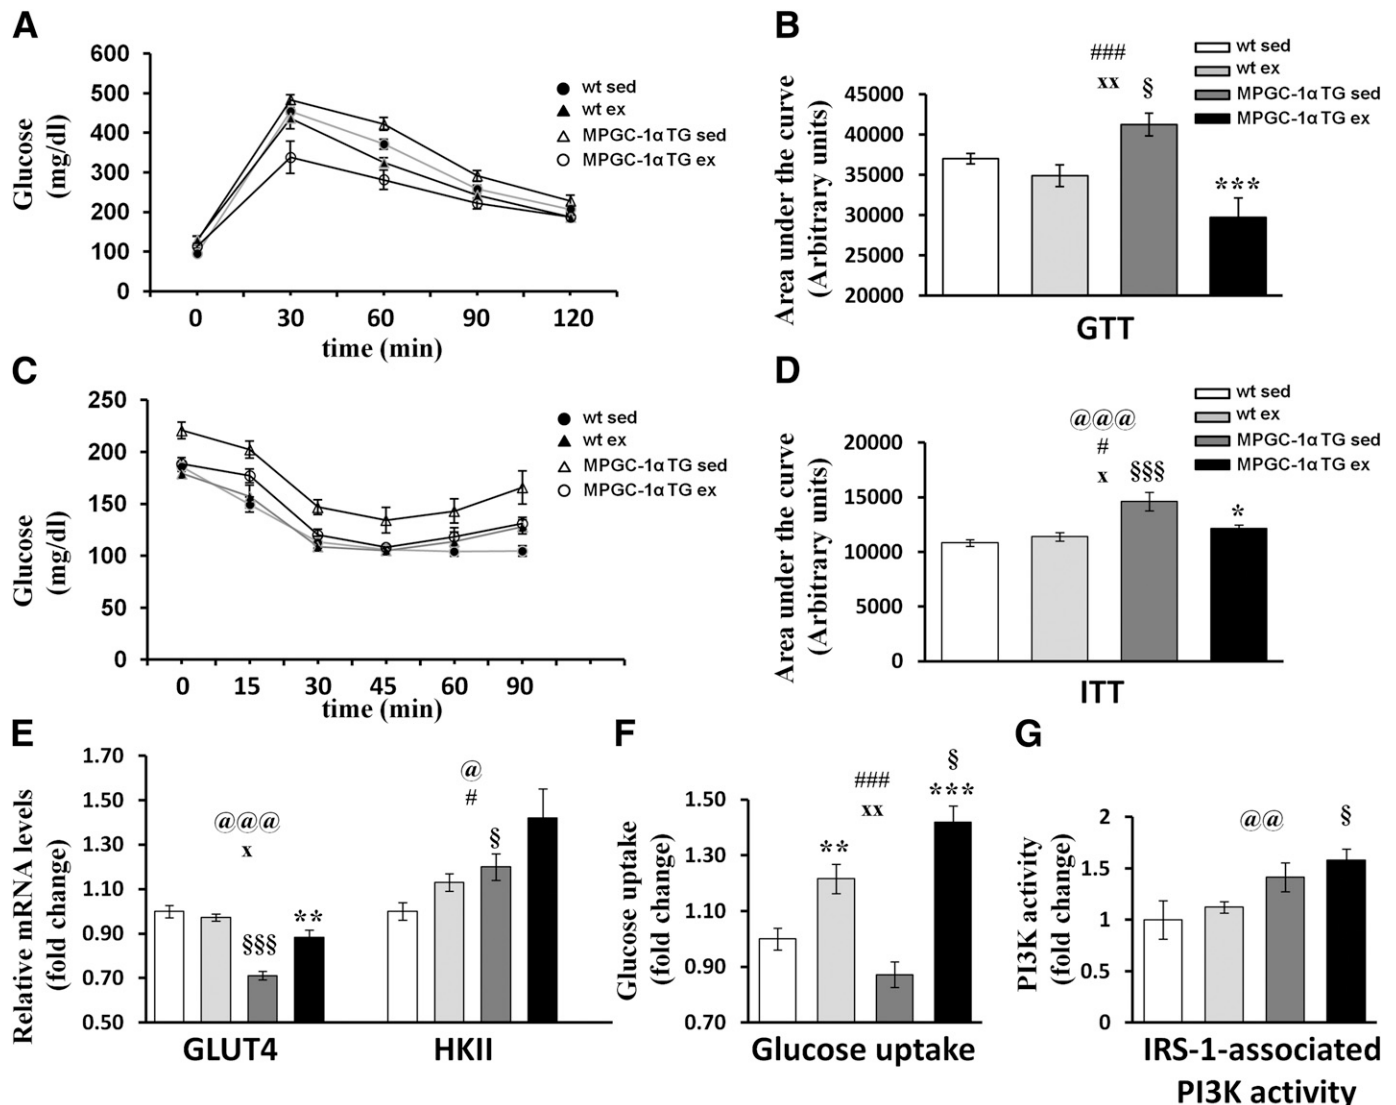 A
600
500
400
300
200
100
0
Glucose
(mg/dl)
0 30 60 90 120
time (min)
wt sed
wt ex
MPGC-1α TG sed
MPGC-1α TG ex
B
45000
40000
35000
30000
25000
20000
Area under the curve
(Arbitrary units)
###
xx
§
***
GTT
wt sed
wt ex
MPGC-1α TG sed
MPGC-1α TG ex
C
250
200
150
100
50
0
Glucose
(mg/dl)
0 15 30 45 60 90
time (min)
wt sed
wt ex
MPGC-1α TG sed
MPGC-1α TG ex
D
20000
15000
10000
5000
0
Area under the curve
(Arbitrary units)
@@@
#
x
§§§
*
ITT
wt sed
wt ex
MPGC-1α TG sed
MPGC-1α TG ex
E
1.70
1.50
1.30
1.10
0.90
0.70
0.50
Relative mRNA levels
(fold change)
@@@
x
§§§
**
@
#
§
GLUT4 HKII
F
1.50
1.30
1.10
0.90
0.70
Glucose uptake
(fold change)
**
###
xx
§
***
Glucose uptake
G
2
1.5
1
0.5
0
PI3K activity
(fold change)
@@
§
IRS-1-associated
PI3K activity